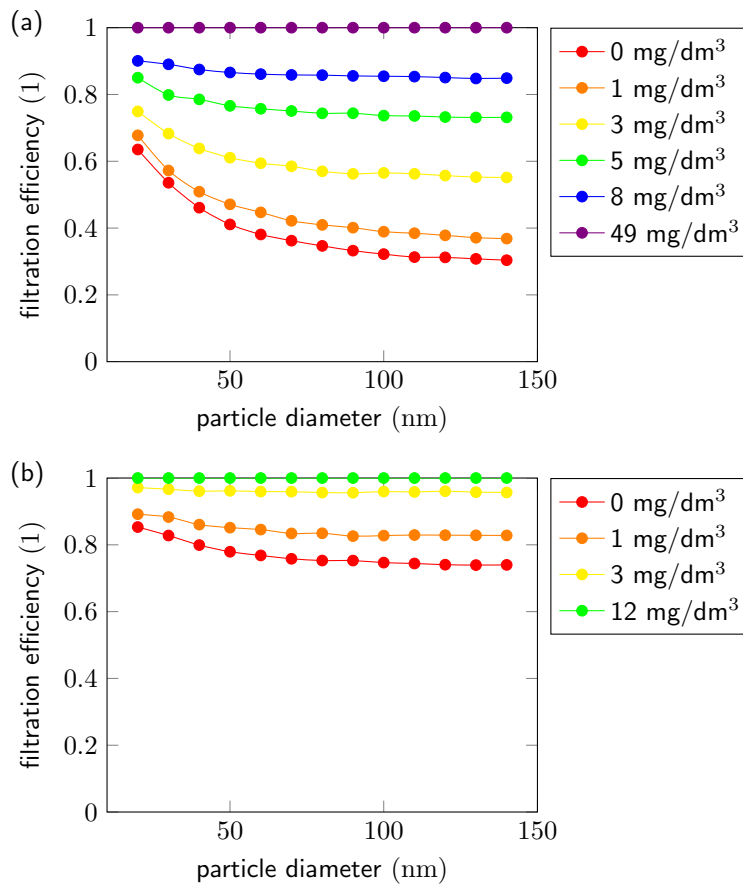 (a)
1
0.8
0.6
0.4
0.2
0
filtration efficiency (1)
50
100
150
particle diameter (nm)
0 mg/dm³
1 mg/dm³
3 mg/dm³
5 mg/dm³
8 mg/dm³
49 mg/dm³
(b)
1
0.8
0.6
0.4
0.2
0
filtration efficiency (1)
50
100
150
particle diameter (nm)
0 mg/dm³
1 mg/dm³
3 mg/dm³
12 mg/dm³